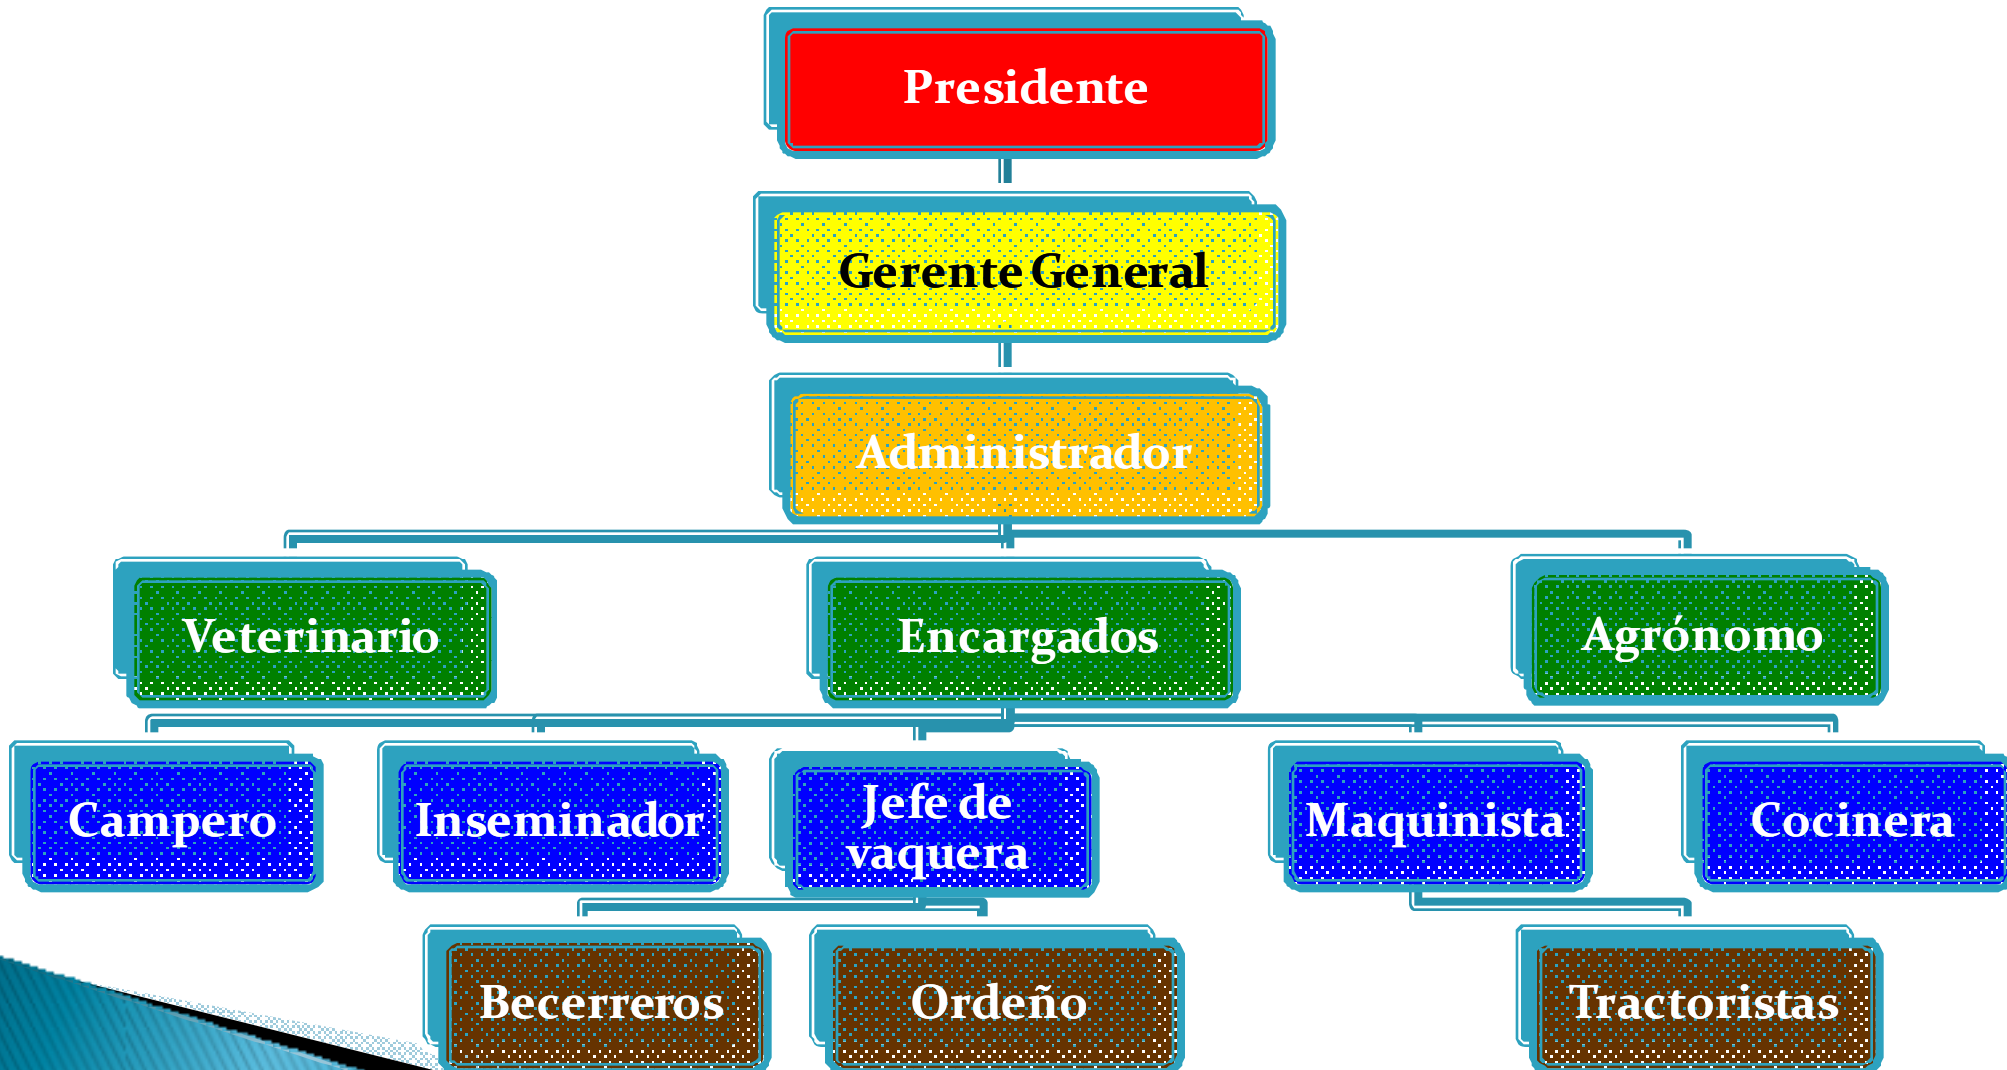 Presidente
Gerente General
Administrador
Veterinario
Encargados
Agrónomo
Campero
Inseminador
Jefe de
vaquera
Maquinista
Cocinera
Becerreros
Ordeño
Tractoristas